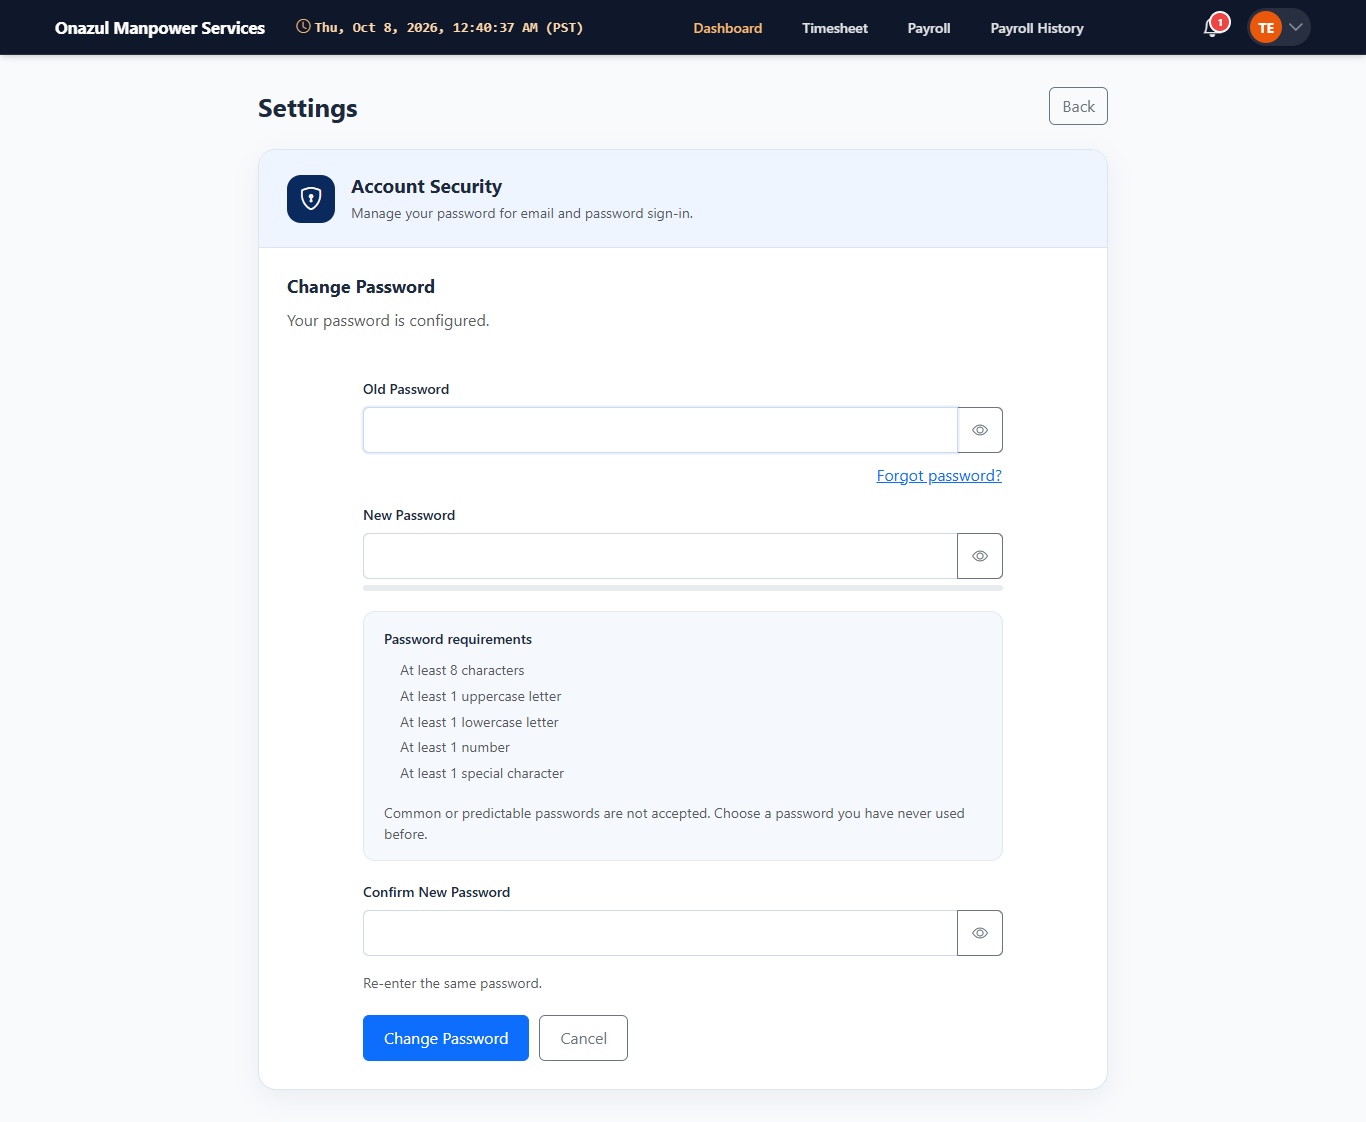 Onazul Manpower Services
Thu, Oct 8, 2026, 12:40:37 AM (PST)
Dashboard
Timesheet
Payroll
Payroll History
1
TE
Settings
Back
Account Security
Manage your password for email and password sign-in.
Change Password
Your password is configured.
Old Password
Forgot password?
New Password
Password requirements
At least 8 characters
At least 1 uppercase letter
At least 1 lowercase letter
At least 1 number
At least 1 special character
Common or predictable passwords are not accepted. Choose a password you have never used
before.
Confirm New Password
Re-enter the same password.
Change Password
Cancel